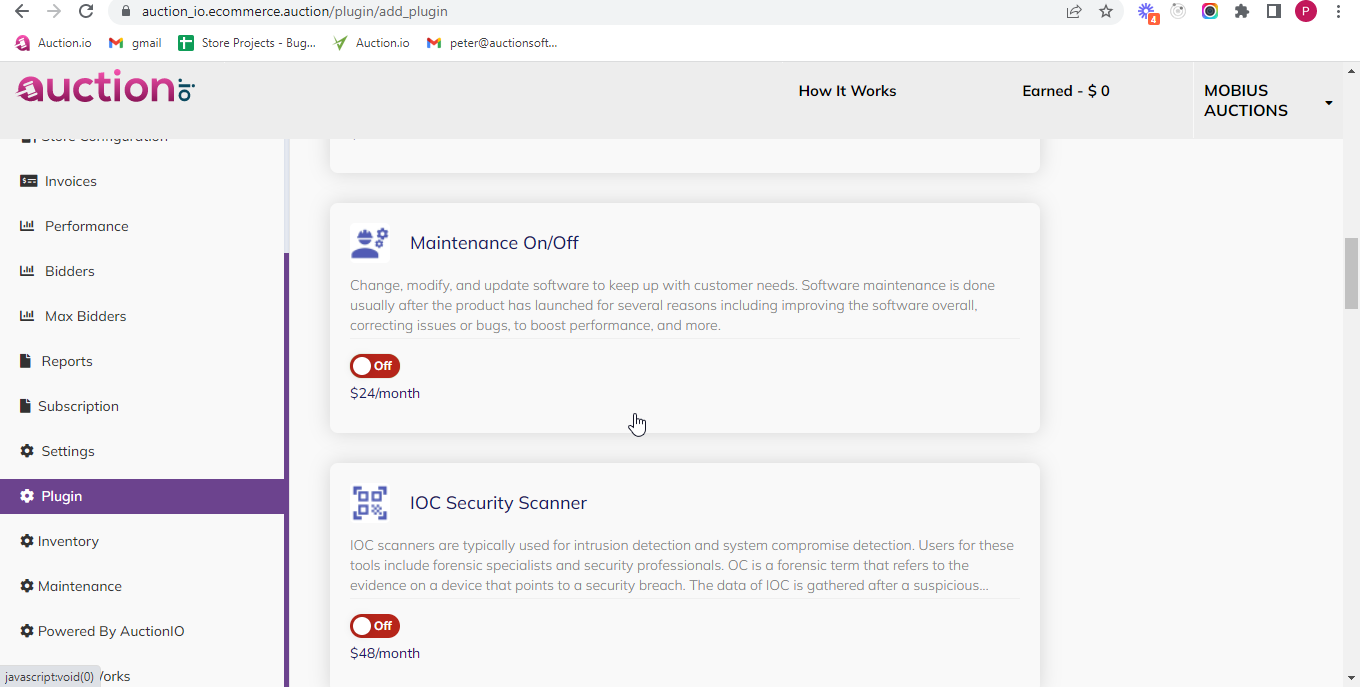 auction_io.ecommerce.auction/plugin/add_plugin
4
P
Auction.io
gmail
Store Projects - Bug...
Auction.io
peter@auctionsoft...
auction.io
How It Works
Earned - $ 0
MOBIUS
AUCTIONS
Store Configuration
Invoices
Performance
Bidders
Max Bidders
Reports
Subscription
Settings
Plugin
Inventory
Maintenance
Powered By AuctionIO
Works
javascript:void(0)
Maintenance On/Off
Change, modify, and update software to keep up with customer needs. Software maintenance is done
usually after the product has launched for several reasons including improving the software overall,
correcting issues or bugs, to boost performance, and more.
Off
$24/month
IOC Security Scanner
IOC scanners are typically used for intrusion detection and system compromise detection. Users for these
tools include forensic specialists and security professionals. OC is a forensic term that refers to the
evidence on a device that points to a security breach. The data of IOC is gathered after a suspicious...
Off
$48/month